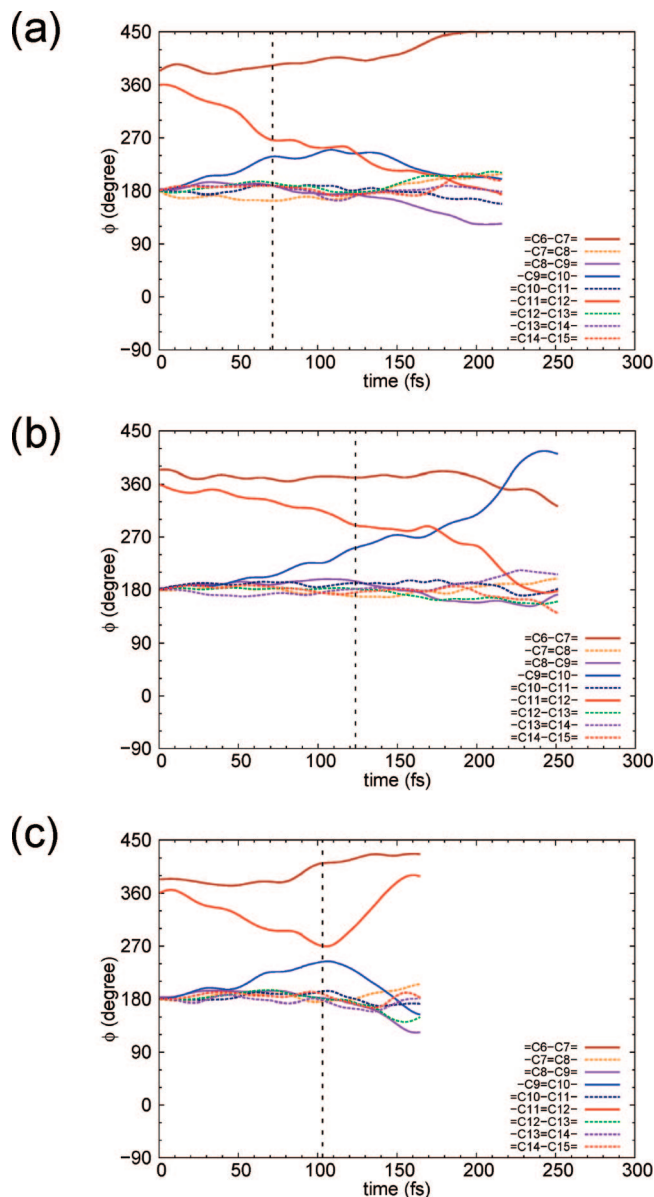 (a)
450
360
270
180
90
0
−90
ϕ (degree)
=C6−C7=
−C7=C8−
=C8−C9=
−C9=C10−
=C10−C11−
−C11=C12−
=C12−C13=
−C13=C14−
=C14−C15=
0 50 100 150 200 250 300
time (fs)
(b)
450
360
270
180
90
0
−90
ϕ (degree)
=C6−C7=
−C7=C8−
=C8−C9=
−C9=C10−
=C10−C11−
−C11=C12−
=C12−C13=
−C13=C14−
=C14−C15=
0 50 100 150 200 250 300
time (fs)
(c)
450
360
270
180
90
0
−90
ϕ (degree)
=C6−C7=
−C7=C8−
=C8−C9=
−C9=C10−
=C10−C11−
−C11=C12−
=C12−C13=
−C13=C14−
=C14−C15=
0 50 100 150 200 250 300
time (fs)